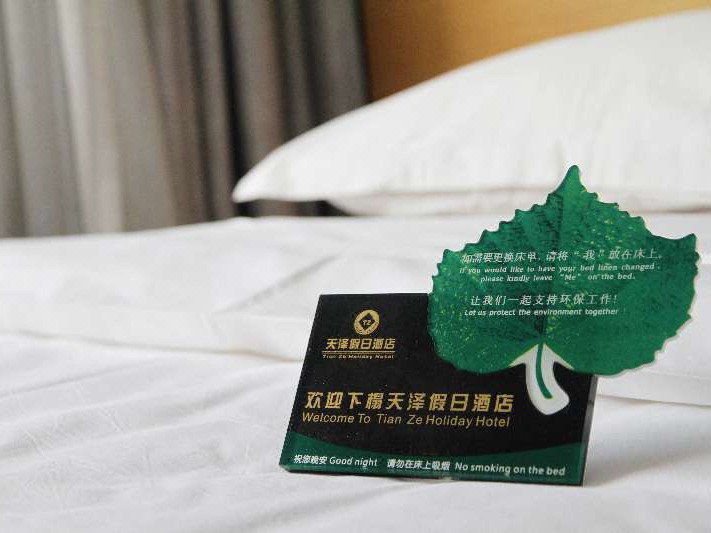 如需要更换床单，请将“我”放在床上。
If you would like to have your bed linen changed,
please kindly leave "Me" on the bed.
让我们一起支持环保工作！
Let us protect the environment together
TZ
天泽假日酒店
Tian Ze Holiday Hotel
欢迎下榻天泽假日酒店
Welcome To Tian Ze Holiday Hotel
祝您晚安 Good night 请勿在床上吸烟 No smoking on the bed